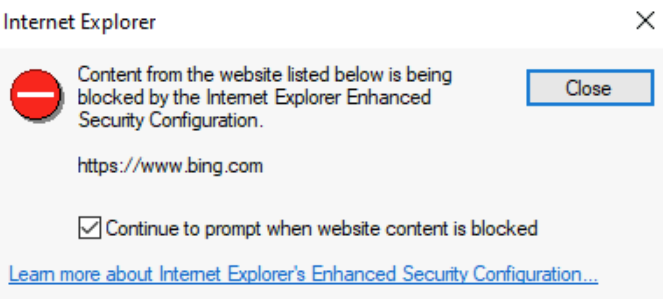 Internet Explorer
Content from the website listed below is being
blocked by the Internet Explorer Enhanced
Security Configuration.
Close
https://www.bing.com
Continue to prompt when website content is blocked
Learn more about Internet Explorer's Enhanced Security Configuration...